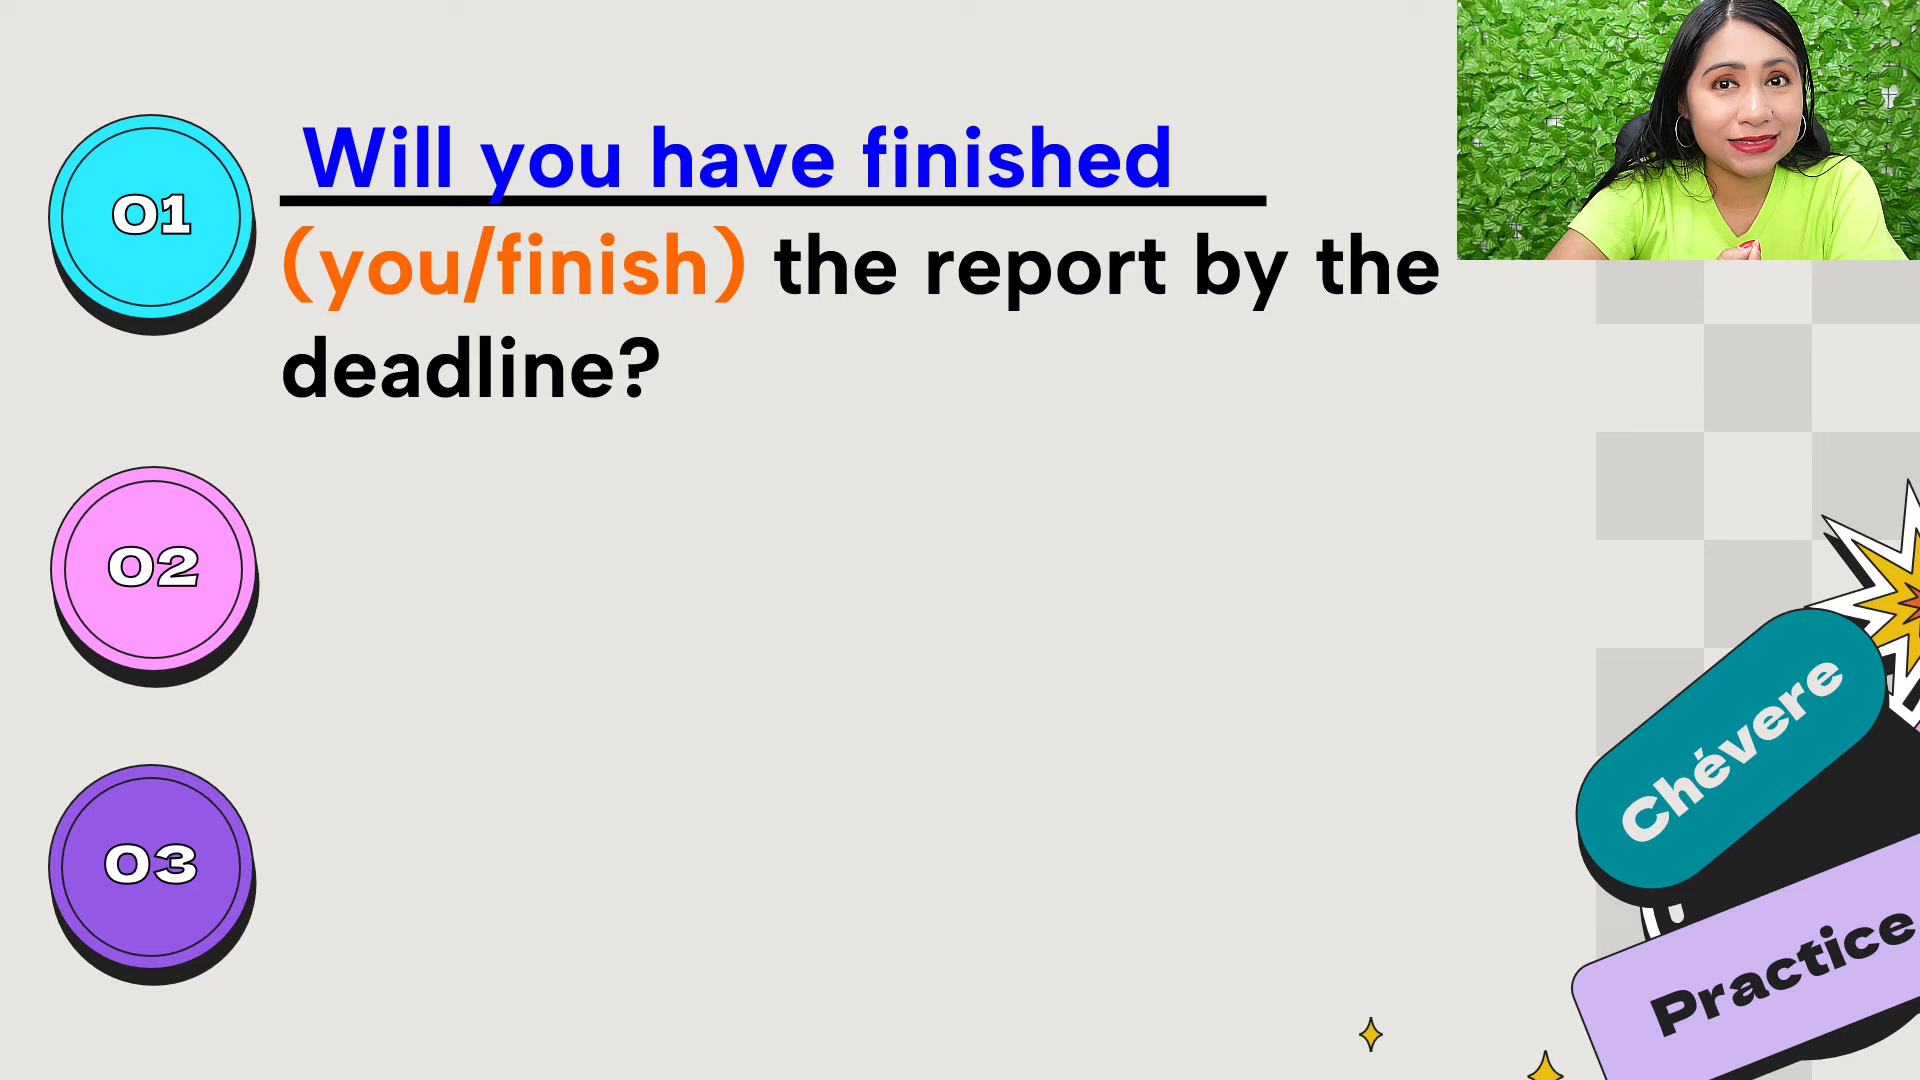 01
Will you have finished
(you/finish) the report by the
deadline?
02
03
Chévere
Practice